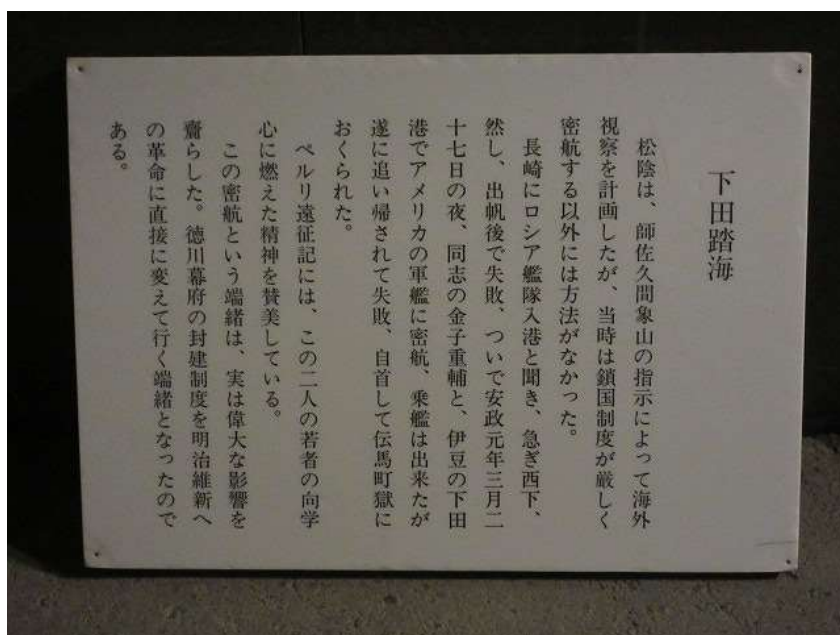 下田踏海
松陰は、師佐久間象山の指示によって海外
視察を計画したが、当時は鎖国制度が厳しく
密航する以外には方法がなかった。
長崎にロシア艦隊入港と聞き、急ぎ西下、
然し、出帆後で失敗、ついで安政元年三月二
十七日の夜、同志の金子重輔と、伊豆の下田
港でアメリカの軍艦に密航、乗艦は出来たが
遂に追い帰されて失敗、自首して伝馬町獄に
おくられた。
ペルリ遠征記には、この二人の若者の向学
心に燃えた精神を賛美している。
この密航という端緒は、実は偉大な影響を
齎らした。徳川幕府の封建制度を明治維新へ
の革命に直接に変えて行く端緒となったので
ある。